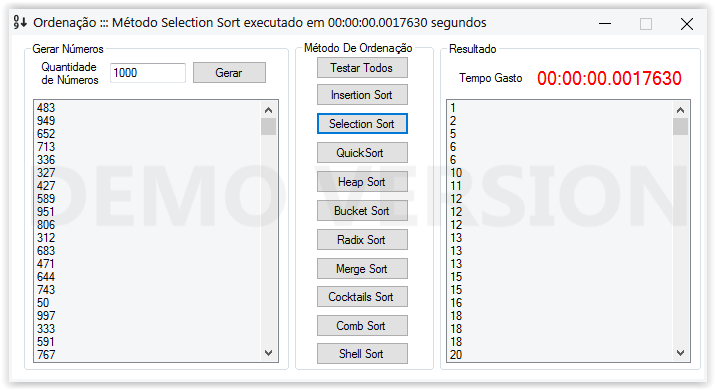 Ordenação ::: Método Selection Sort executado em 00:00:00.0017630 segundos
Gerar Números
Quantidade
de Números
1000
Gerar
483
949
652
713
336
327
427
589
951
806
312
683
471
644
743
50
997
333
591
767
Método De Ordenação
Testar Todos
Insertion Sort
Selection Sort
QuickSort
Heap Sort
Bucket Sort
Radix Sort
Merge Sort
Cocktails Sort
Comb Sort
Shell Sort
Resultado
Tempo Gasto
00:00:00.0017630
1
2
5
6
6
10
11
12
12
12
13
13
13
15
15
16
18
18
18
20
DEMO VERSION